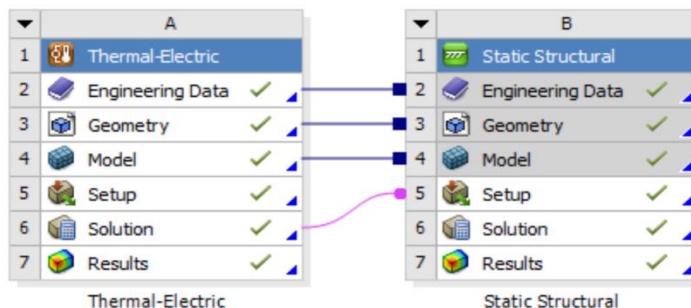 A
1 Thermal-Electric
2 Engineering Data
3 Geometry
4 Model
5 Setup
6 Solution
7 Results
Thermal-Electric
B
1 Static Structural
2 Engineering Data
3 Geometry
4 Model
5 Setup
6 Solution
7 Results
Static Structural